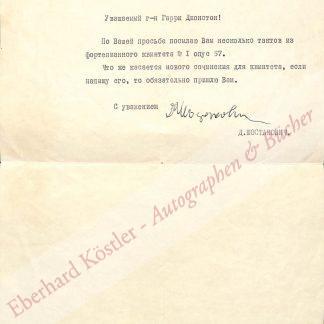 Уважаемый г-н Гарри Джонстон!
По Вашей просьбе посылаю Вам несколько тактов из
фортепианного квинтета № I опус 57.
Что же касается нового сочинения для квинтета, если
напишу его, то обязательно пришлю Вам.
С уважением
Д.ШОСТАКОВИЧ.
Eberhard Köstler - Autographen & Bücher